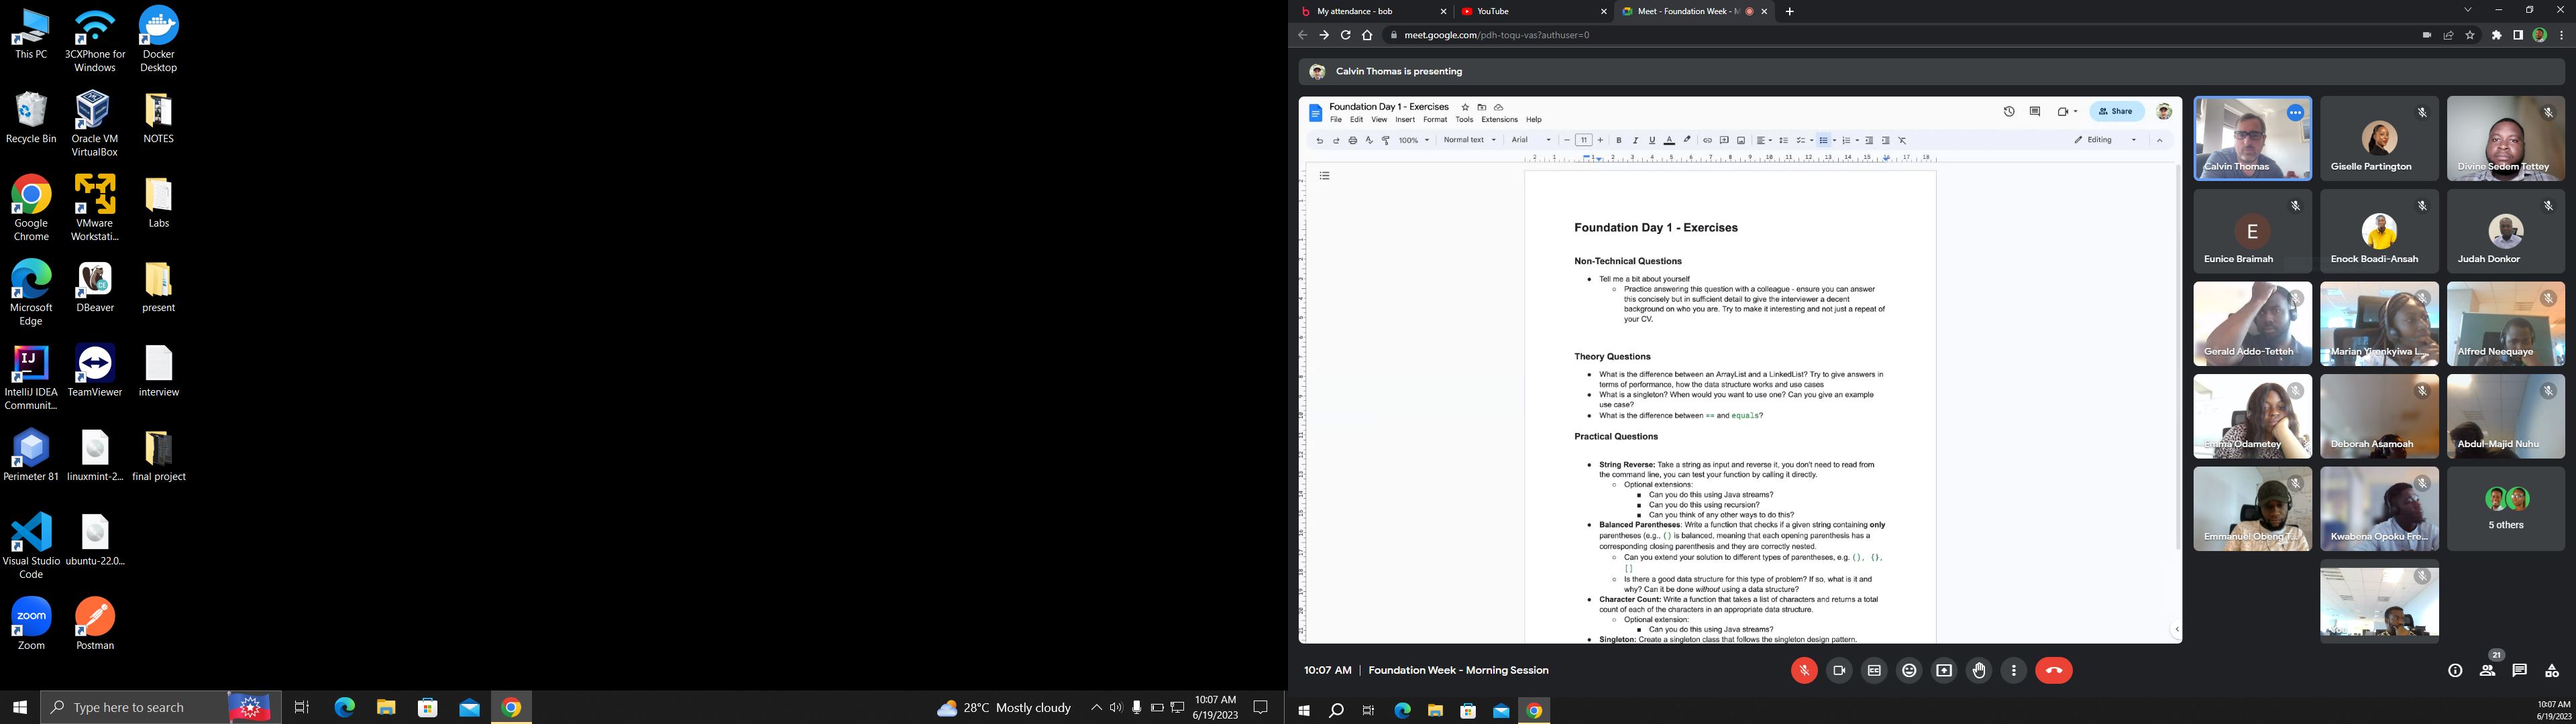 This PC
3CXPhone for Windows
Docker Desktop
Recycle Bin
Oracle VM VirtualBox
NOTES
Google Chrome
VMware Workstati...
Labs
Microsoft Edge
DBeaver
present
IntelliJ IDEA Communit...
TeamViewer
interview
Perimeter 81
linuxmint-2...
final project
Visual Studio Code
ubuntu-22.0...
Zoom
Postman
Type here to search
28°C Mostly cloudy
10:07 AM
6/19/2023
My attendance - bob
YouTube
Meet - Foundation Week - M
meet.google.com/pdh-toqu-vas?authuser=0
Calvin Thomas is presenting
Foundation Day 1 - Exercises
File Edit View Insert Format Tools Extensions Help
Share
100% Normal text Arial 11
Editing
Foundation Day 1 - Exercises
Non-Technical Questions
Tell me a bit about yourself
Practice answering this question with a colleague - ensure you can answer
this concisely but in sufficient detail to give the interviewer a decent
background on who you are. Try to make it interesting and not just a repeat of
your CV.
Theory Questions
What is the difference between an ArrayList and a LinkedList? Try to give answers in
terms of performance, how the data structure works and use cases
What is a singleton? When would you want to use one? Can you give an example
use case?
What is the difference between == and equals?
Practical Questions
String Reverse: Take a string as input and reverse it, you don't need to read from
the command line, you can test your function by calling it directly.
Optional extensions:
Can you do this using Java streams?
Can you do this using recursion?
Can you think of any other ways to do this?
Balanced Parentheses: Write a function that checks if a given string containing only
parentheses (e.g., () is balanced, meaning that each opening parenthesis has a
corresponding closing parenthesis and they are correctly nested.
Can you extend your solution to different types of parentheses, e.g. (), {},
[]
Is there a good data structure for this type of problem? If so, what is it and
why? Can it be done without using a data structure?
Character Count: Write a function that takes a list of characters and returns a total
count of each of the characters in an appropriate data structure.
Optional extension:
Can you do this using Java streams?
Singleton: Create a singleton class that follows the singleton design pattern.
Calvin Thomas
Giselle Partington
Divine Sedem Tettey
E
Eunice Braimah
Enock Boadi-Ansah
Judah Donkor
Gerald Addo-Tetteh
Marian Yirenkyiwa L...
Alfred Neequaye
Emma Odametey
Deborah Asamoah
Abdul-Majid Nuhu
Emmanuel Obeng T...
Kwabena Opoku Fre...
5 others
10:07 AM | Foundation Week - Morning Session
21
10:07 AM
6/19/2023